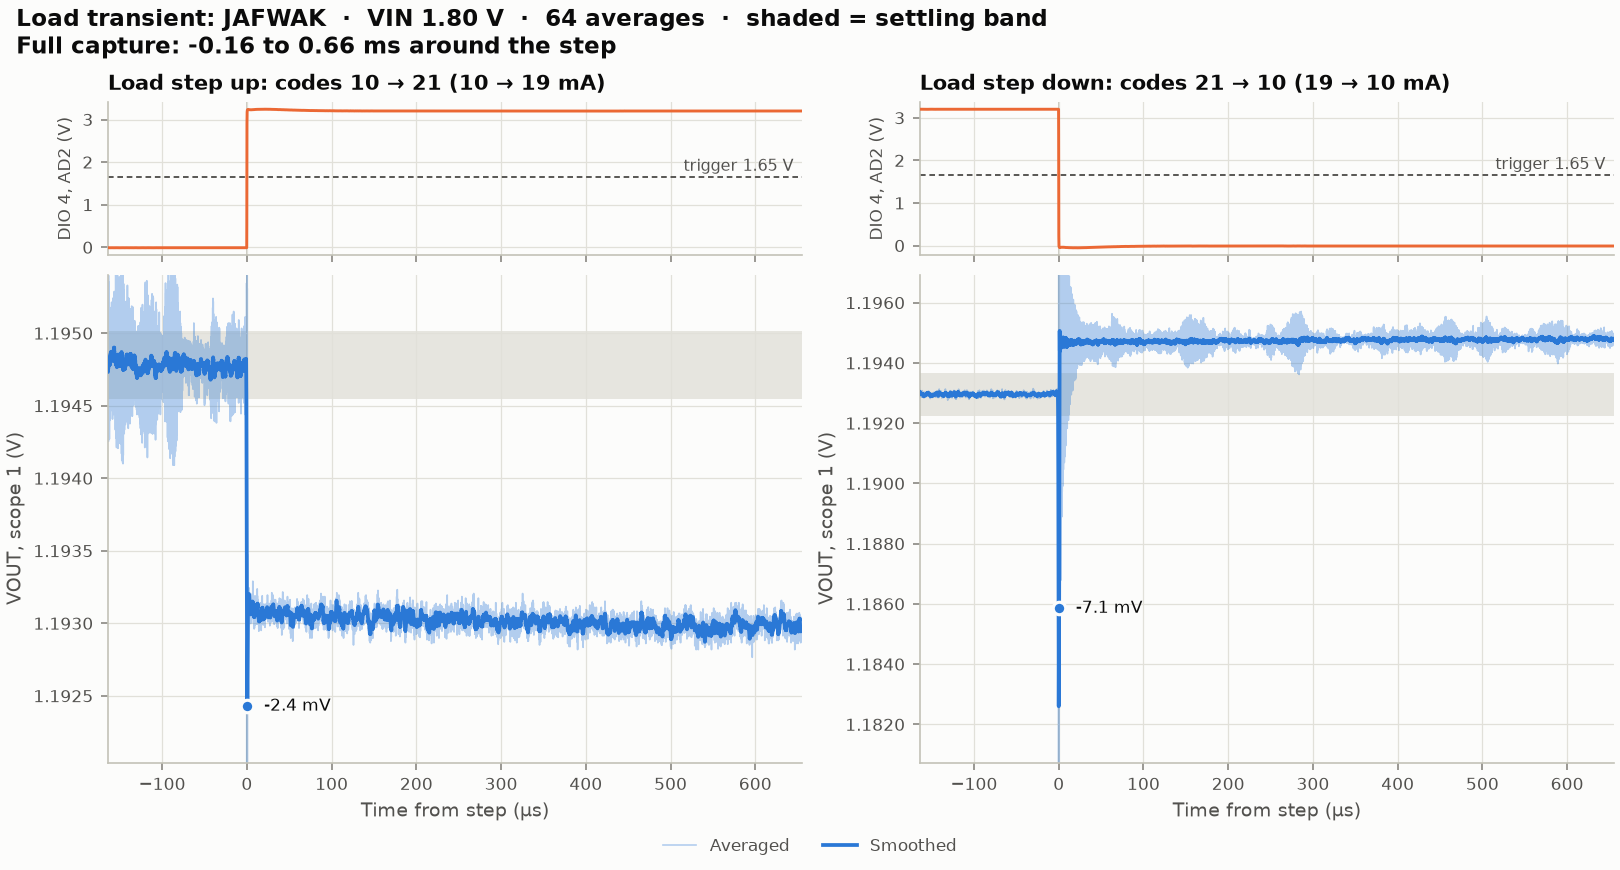 Load transient: JAFWAK  ·  VIN 1.80 V  ·  64 averages  ·  shaded = settling band
Full capture: -0.16 to 0.66 ms around the step
Load step up: codes 10 → 21 (10 → 19 mA)
DIO 4, AD2 (V)
3
2
1
0
trigger 1.65 V
VOUT, scope 1 (V)
1.1950
1.1945
1.1940
1.1935
1.1930
1.1925
-2.4 mV
−100 0 100 200 300 400 500 600
Time from step (µs)
Load step down: codes 21 → 10 (19 → 10 mA)
DIO 4, AD2 (V)
3
2
1
0
trigger 1.65 V
VOUT, scope 1 (V)
1.1960
1.1940
1.1920
1.1900
1.1880
1.1860
1.1840
1.1820
-7.1 mV
−100 0 100 200 300 400 500 600
Time from step (µs)
Averaged Smoothed